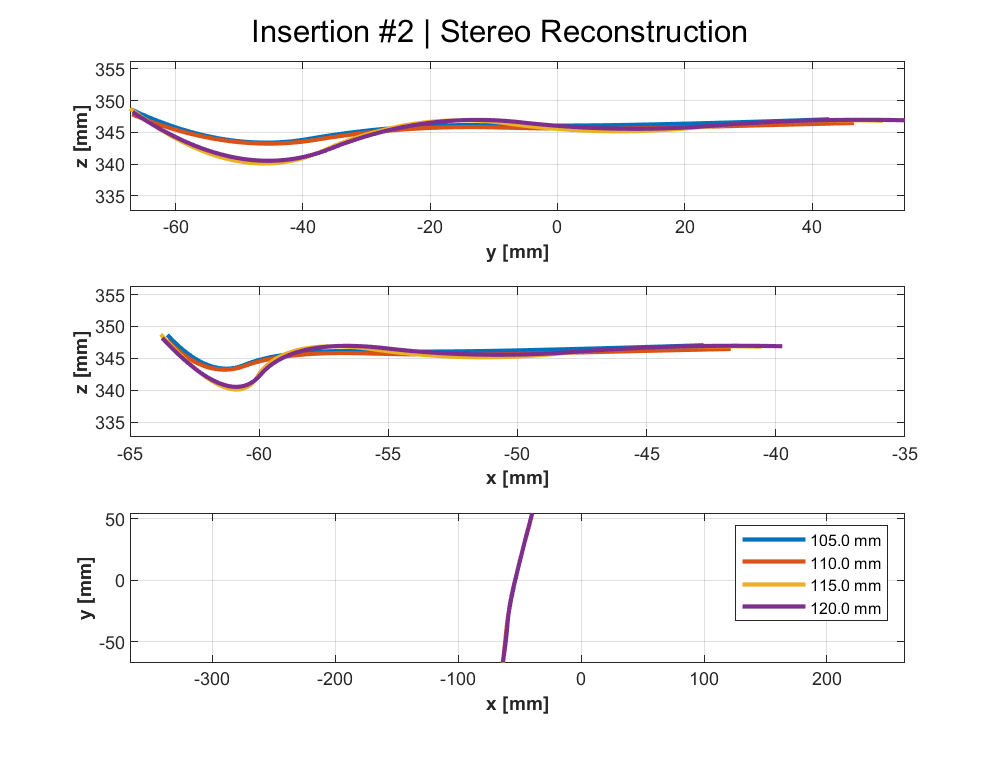 Insertion #2 | Stereo Reconstruction
355
350
345
340
335
z [mm]
-60 -40 -20 0 20 40
y [mm]
355
350
345
340
335
z [mm]
-65 -60 -55 -50 -45 -40 -35
x [mm]
50
0
-50
y [mm]
105.0 mm
110.0 mm
115.0 mm
120.0 mm
-300 -200 -100 0 100 200
x [mm]